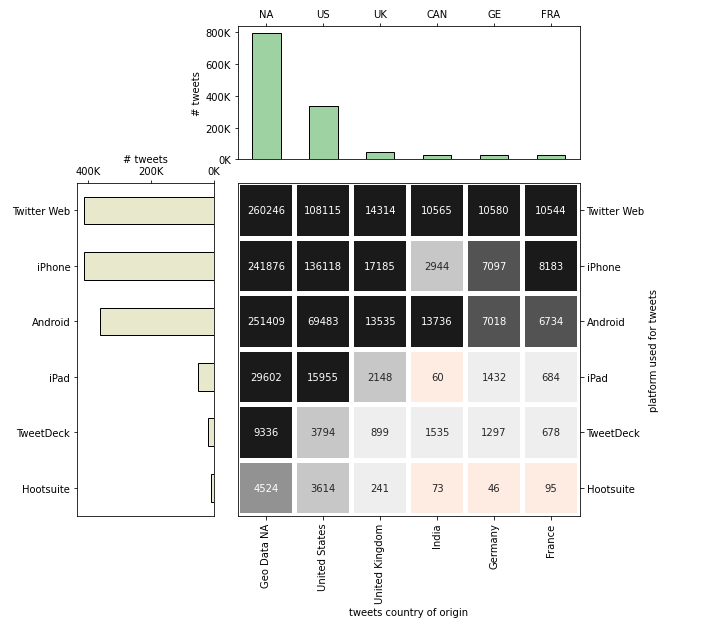 NA US UK CAN GE FRA
800K
600K
400K
200K
0K
# tweets
# tweets
400K 200K 0K
Twitter Web 260246 108115 14314 10565 10580 10544 Twitter Web
iPhone 241876 136118 17185 2944 7097 8183 iPhone
Android 251409 69483 13535 13736 7018 6734 Android
iPad 29602 15955 2148 60 1432 684 iPad
TweetDeck 9336 3794 899 1535 1297 678 TweetDeck
Hootsuite 4524 3614 241 73 46 95 Hootsuite
platform used for tweets
Geo Data NA
United States
United Kingdom
India
Germany
France
tweets country of origin